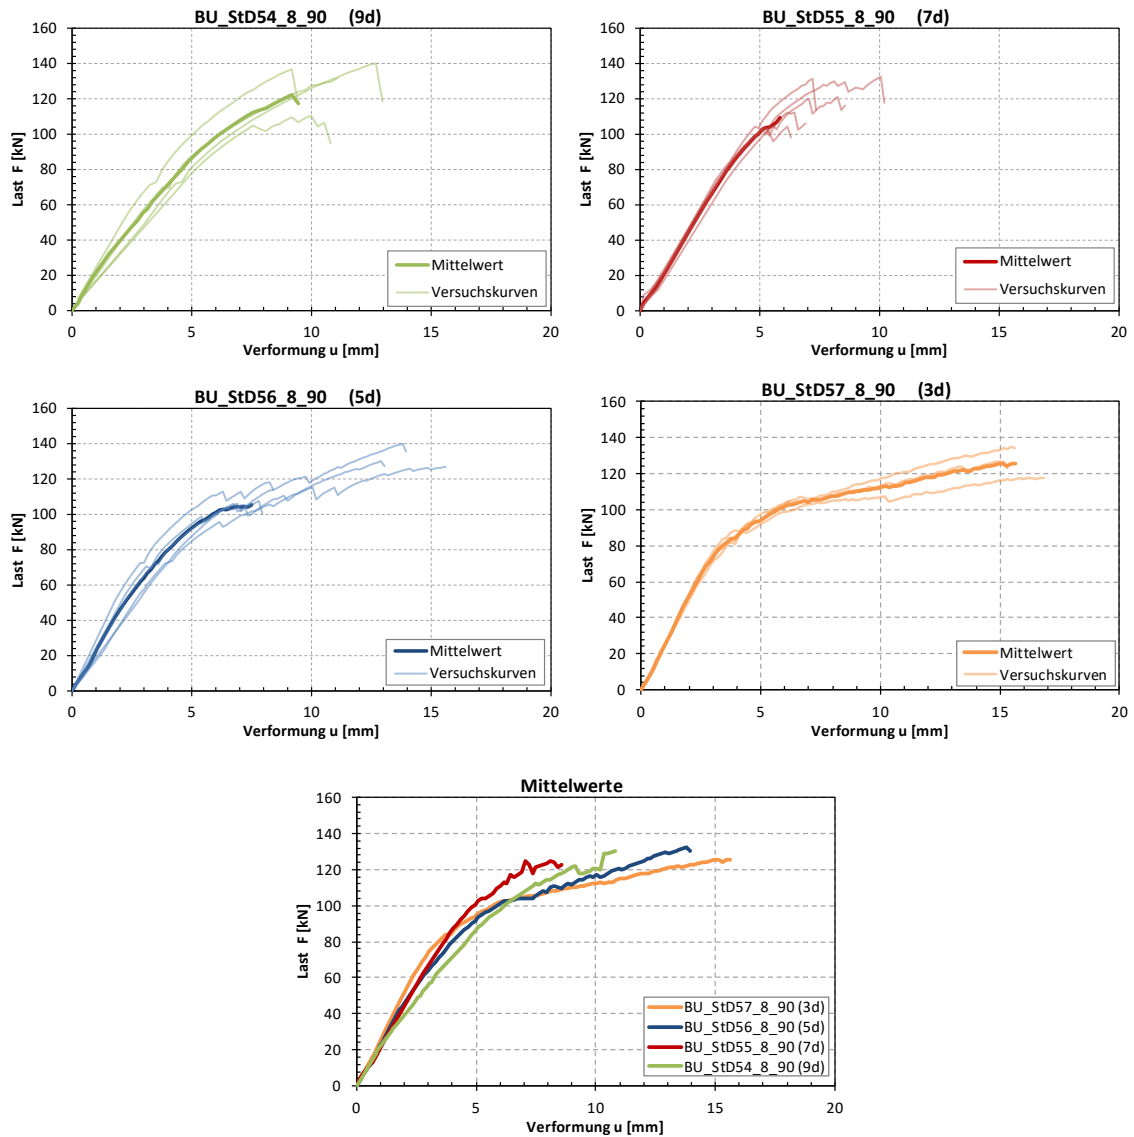 BU_StD54_8_90 (9d)
160
140
120
100
80
60
40
20
0
Last F [kN]
0 5 10 15 20
Verformung u [mm]
Mittelwert
Versuchskurven
BU_StD55_8_90 (7d)
160
140
120
100
80
60
40
20
0
Last F [kN]
0 5 10 15 20
Verformung u [mm]
Mittelwert
Versuchskurven
BU_StD56_8_90 (5d)
160
140
120
100
80
60
40
20
0
Last F [kN]
0 5 10 15 20
Verformung u [mm]
Mittelwert
Versuchskurven
BU_StD57_8_90 (3d)
160
140
120
100
80
60
40
20
0
Last F [kN]
0 5 10 15 20
Verformung u [mm]
Mittelwert
Versuchskurven
Mittelwerte
160
140
120
100
80
60
40
20
0
Last F [kN]
0 5 10 15 20
Verformung u [mm]
BU_StD57_8_90 (3d)
BU_StD56_8_90 (5d)
BU_StD55_8_90 (7d)
BU_StD54_8_90 (9d)